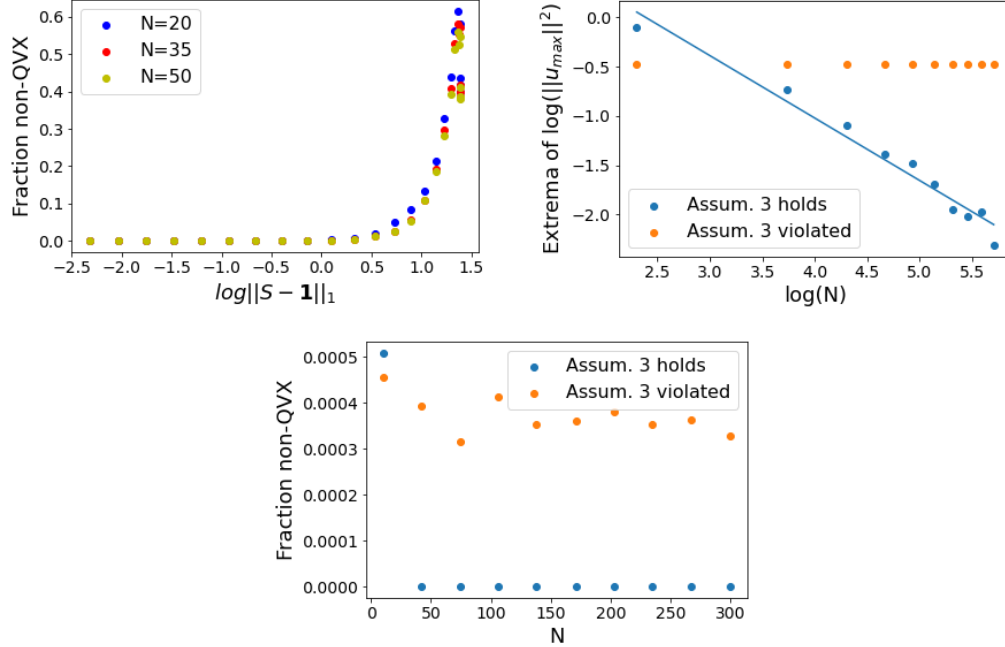 Fraction non-QVX
0.6
0.5
0.4
0.3
0.2
0.1
0.0
N=20
N=35
N=50
−2.5 −2.0 −1.5 −1.0 −0.5 0.0 0.5 1.0 1.5
log||S − 1||₁
Extrema of log(||u_max||²)
0.0
−0.5
−1.0
−1.5
−2.0
Assum. 3 holds
Assum. 3 violated
2.5 3.0 3.5 4.0 4.5 5.0 5.5
log(N)
Fraction non-QVX
0.0005
0.0004
0.0003
0.0002
0.0001
0.0000
Assum. 3 holds
Assum. 3 violated
0 50 100 150 200 250 300
N